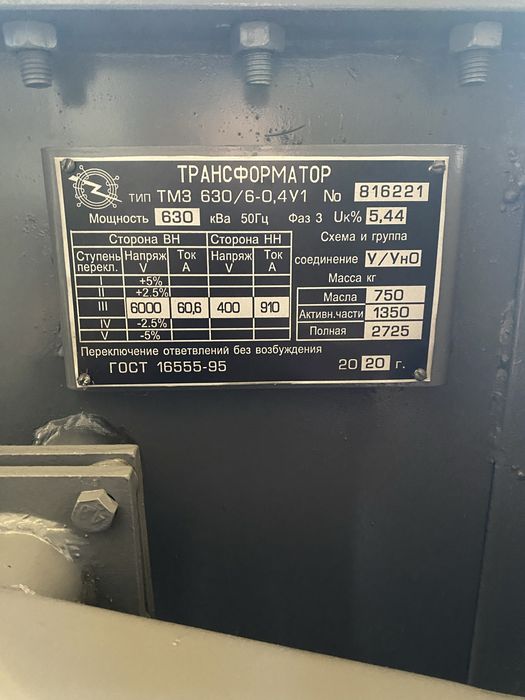 ТРАНСФОРМАТОР
ТИП ТМЗ 630/6-0,4У1 № 816221
Мощность 630 кВа 50Гц Фаз 3 Uк% 5,44
Сторона ВН Сторона НН Схема и группа
Ступень перекл. Напряж V Ток А Напряж V Ток А соединение У/УнО
I +5% Масса кг
II +2.5% Масла 750
III 6000 60,6 400 910 Активн.части 1350
IV -2.5% Полная 2725
V -5%
Переключение ответвлений без возбуждения
ГОСТ 16555-95 20 20 г.